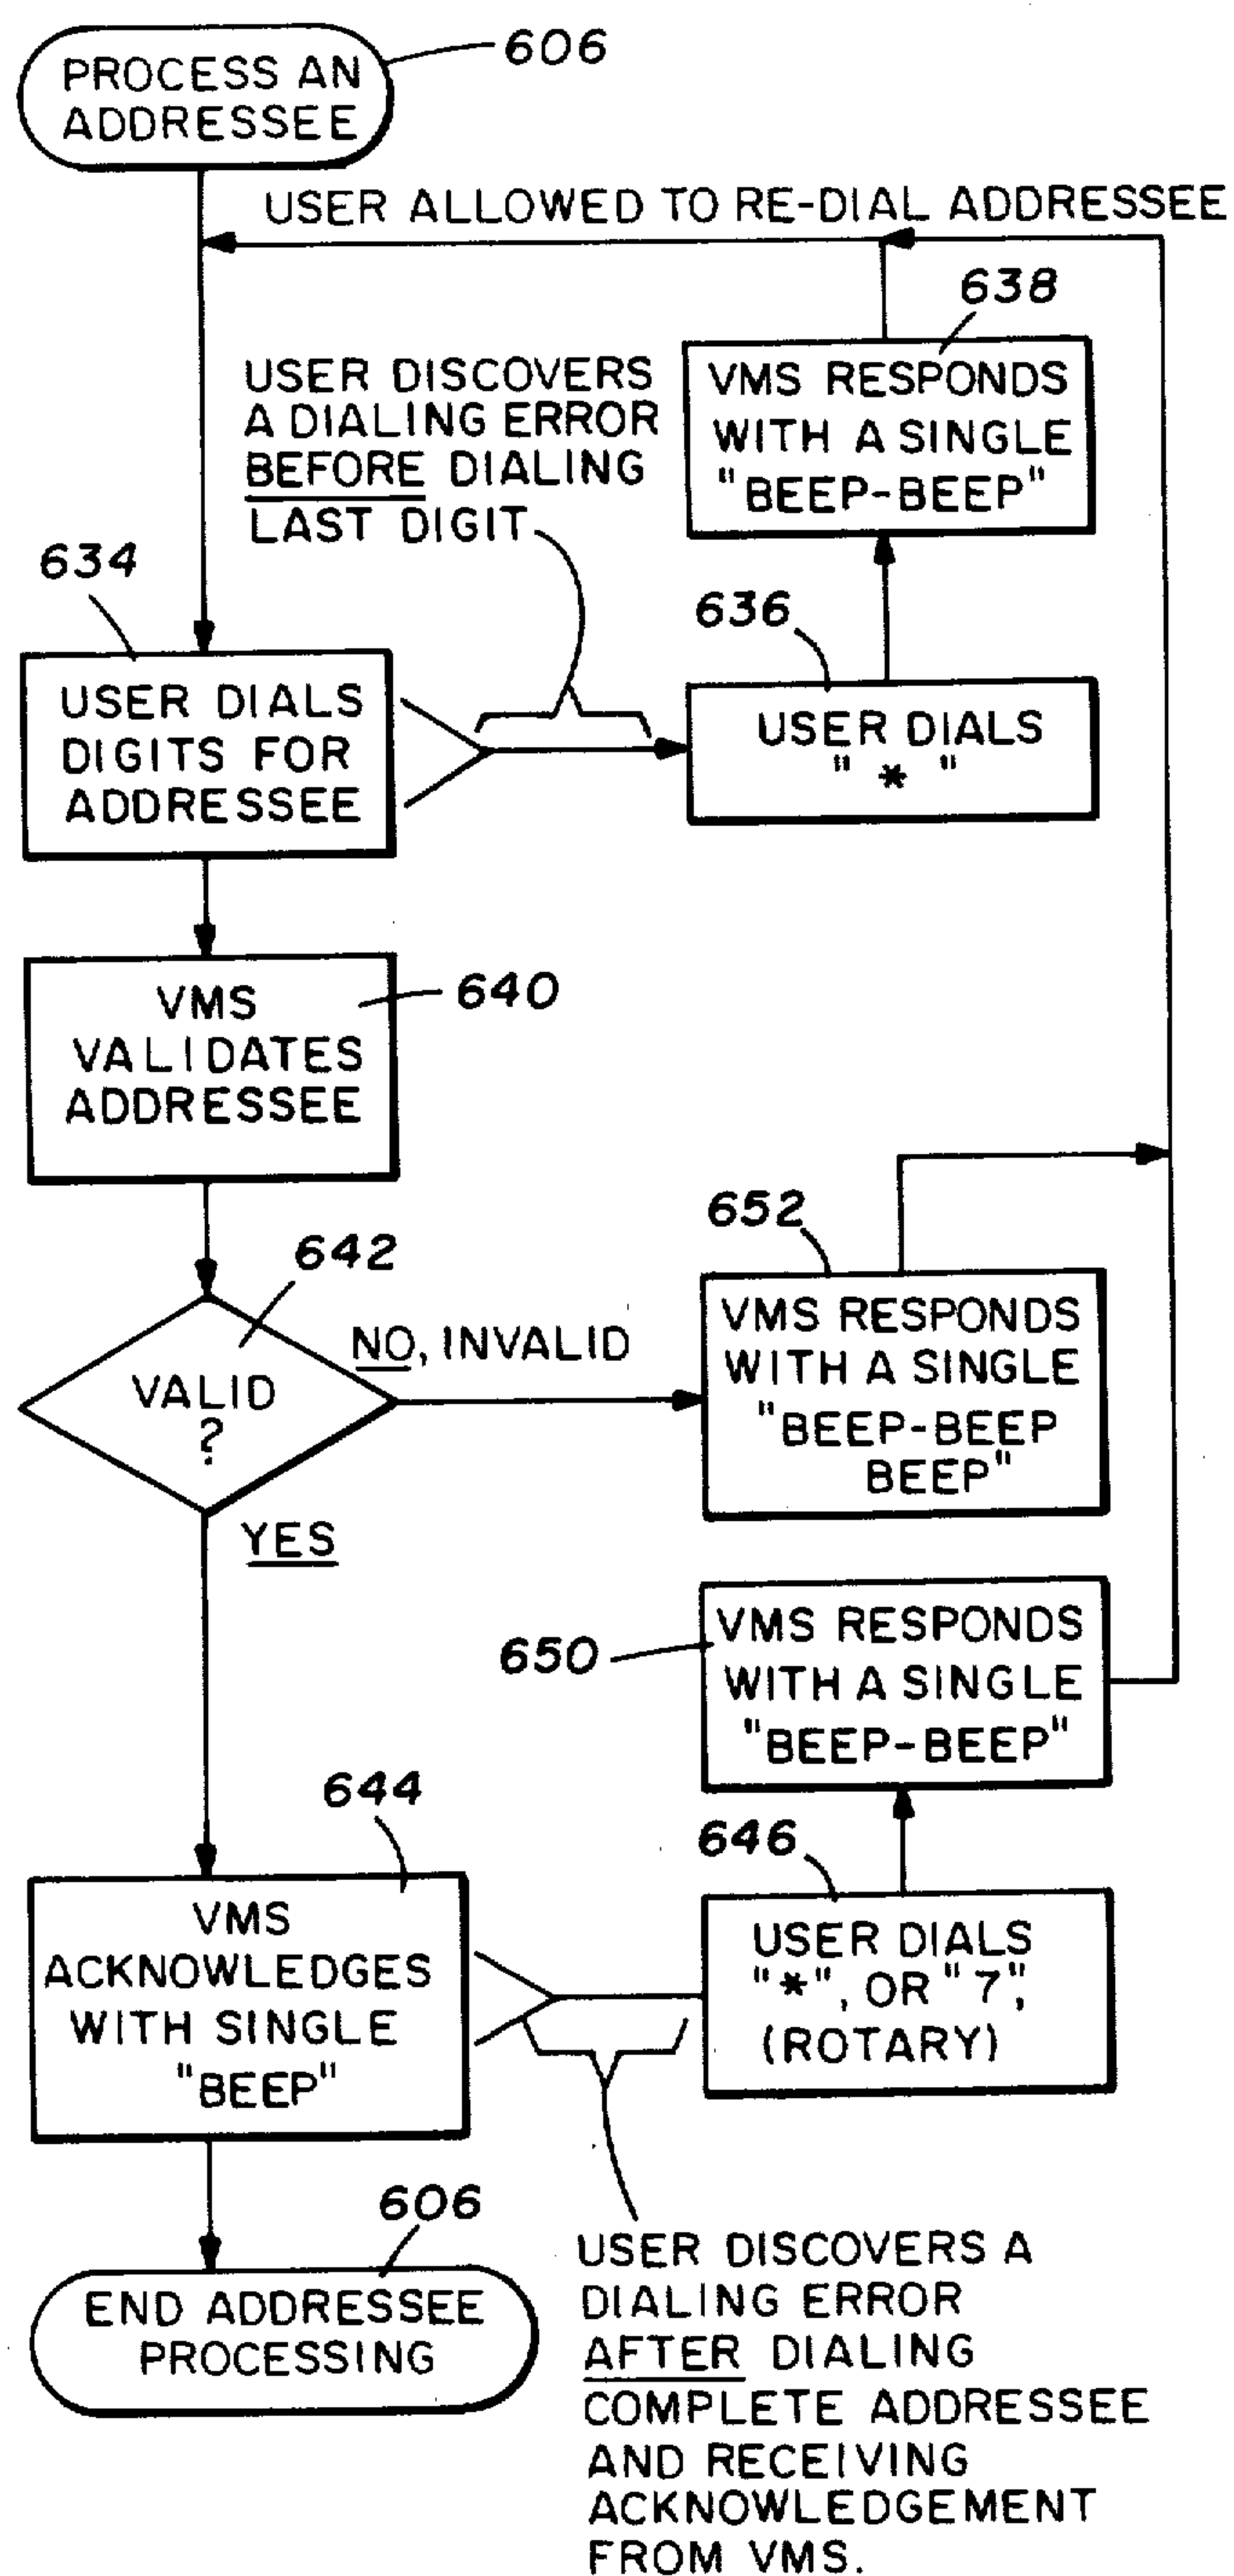 PROCESS AN
ADDRESSEE
606
USER ALLOWED TO RE-DIAL ADDRESSEE
638
VMS RESPONDS
WITH A SINGLE
"BEEP-BEEP"
USER DISCOVERS
A DIALING ERROR
BEFORE DIALING
LAST DIGIT
634
636
USER DIALS
DIGITS FOR
ADDRESSEE
USER DIALS
" * "
640
VMS
VALIDATES
ADDRESSEE
642
652
NO, INVALID
VALID
?
VMS RESPONDS
WITH A SINGLE
"BEEP-BEEP
BEEP"
YES
650
VMS RESPONDS
WITH A SINGLE
"BEEP-BEEP"
644
646
VMS
ACKNOWLEDGES
WITH SINGLE
"BEEP"
USER DIALS
"*", OR "7",
(ROTARY)
606
END ADDRESSEE
PROCESSING
USER DISCOVERS A
DIALING ERROR
AFTER DIALING
COMPLETE ADDRESSEE
AND RECEIVING
ACKNOWLEDGEMENT
FROM VMS.